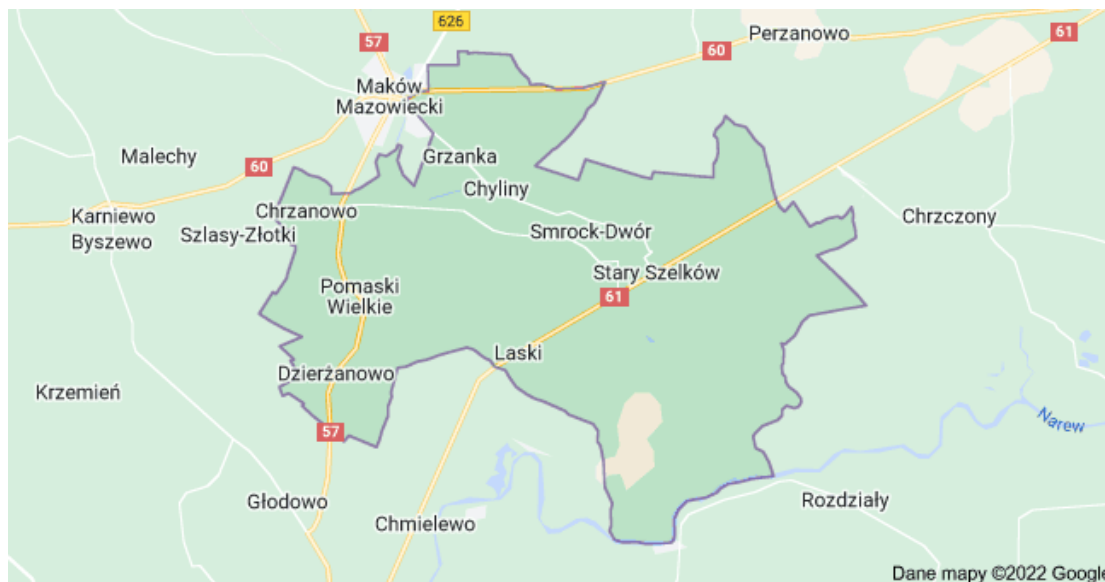 626
57
61
Perzanowo
60
Maków
Mazowiecki
Malechy
Grzanka
60
Chyliny
Karniewo
Chrzanowo
Chrzczony
Byszewo
Szlasy-Złotki
Smrock-Dwór
Stary Szelków
Pomaski
Wielkie
61
Laski
Dzierżanowo
Krzemień
Narew
57
Głodowo
Rozdziały
Chmielewo
Dane mapy ©2022 Google